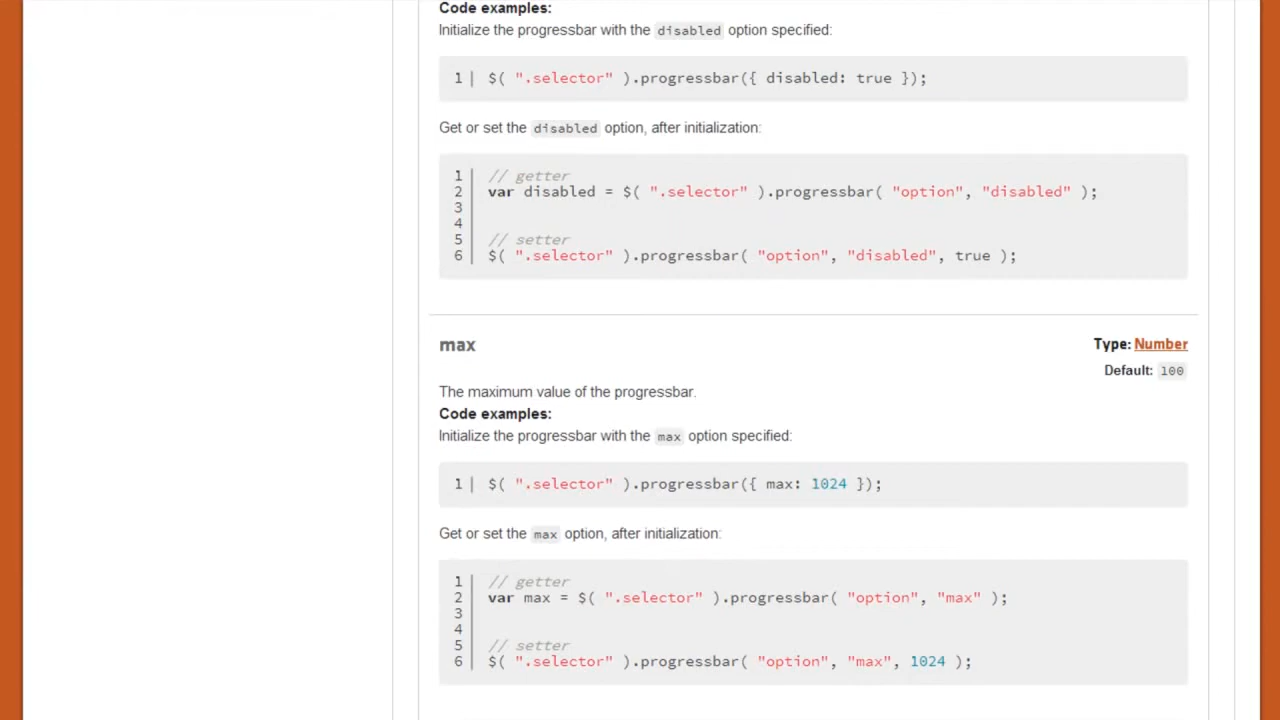 Code examples:
Initialize the progressbar with the disabled option specified:
1 $( ".selector" ).progressbar({ disabled: true });
Get or set the disabled option, after initialization:
1 // getter
2 var disabled = $( ".selector" ).progressbar( "option", "disabled" );
3
4
5 // setter
6 $( ".selector" ).progressbar( "option", "disabled", true );
max Type: Number
Default: 100
The maximum value of the progressbar.
Code examples:
Initialize the progressbar with the max option specified:
1 $( ".selector" ).progressbar({ max: 1024 });
Get or set the max option, after initialization:
1 // getter
2 var max = $( ".selector" ).progressbar( "option", "max" );
3
4
5 // setter
6 $( ".selector" ).progressbar( "option", "max", 1024 );